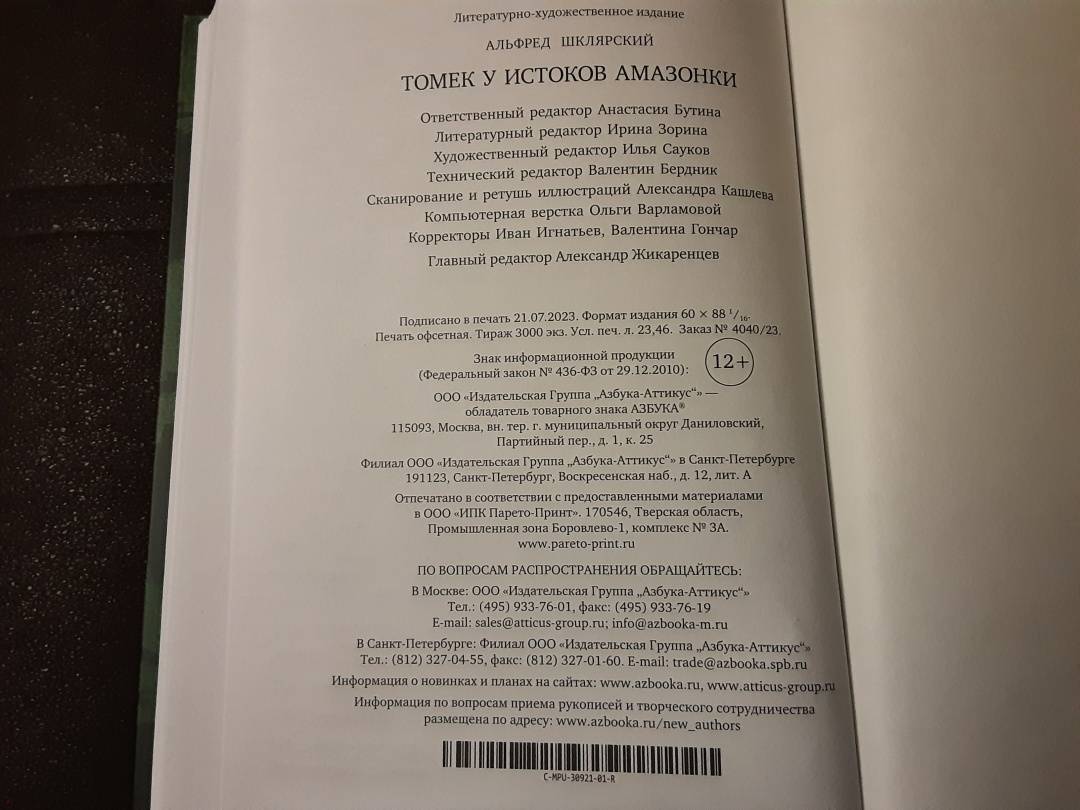 Литературно-художественное издание
АЛЬФРЕД ШКЛЯРСКИЙ
ТОМЕК У ИСТОКОВ АМАЗОНКИ
Ответственный редактор Анастасия Бутина
Литературный редактор Ирина Зорина
Художественный редактор Илья Сауков
Технический редактор Валентин Бердник
Сканирование и ретушь иллюстраций Александра Кашлева
Компьютерная верстка Ольги Варламовой
Корректоры Иван Игнатьев, Валентина Гончар
Главный редактор Александр Жикаренцев
Подписано в печать 21.07.2023. Формат издания 60 × 88 1/16.
Печать офсетная. Тираж 3000 экз. Усл. печ. л. 23,46. Заказ № 4040/23.
Знак информационной продукции
(Федеральный закон № 436-ФЗ от 29.12.2010):
12+
ООО «Издательская Группа „Азбука-Аттикус“» —
обладатель товарного знака АЗБУКА®
115093, Москва, вн. тер. г. муниципальный округ Даниловский,
Партийный пер., д. 1, к. 25
Филиал ООО «Издательская Группа „Азбука-Аттикус“» в Санкт-Петербурге
191123, Санкт-Петербург, Воскресенская наб., д. 12, лит. А
Отпечатано в соответствии с предоставленными материалами
в ООО «ИПК Парето-Принт». 170546, Тверская область,
Промышленная зона Боровлево-1, комплекс № 3А.
www.pareto-print.ru
ПО ВОПРОСАМ РАСПРОСТРАНЕНИЯ ОБРАЩАЙТЕСЬ:
В Москве: ООО «Издательская Группа „Азбука-Аттикус“»
Тел.: (495) 933-76-01, факс: (495) 933-76-19
E-mail: sales@atticus-group.ru; info@azbooka-m.ru
В Санкт-Петербурге: Филиал ООО «Издательская Группа „Азбука-Аттикус“»
Тел.: (812) 327-04-55, факс: (812) 327-01-60. E-mail: trade@azbooka.spb.ru
Информация о новинках и планах на сайтах: www.azbooka.ru, www.atticus-group.ru
Информация по вопросам приема рукописей и творческого сотрудничества
размещена по адресу: www.azbooka.ru/new_authors
C-MPU-30921-01-R